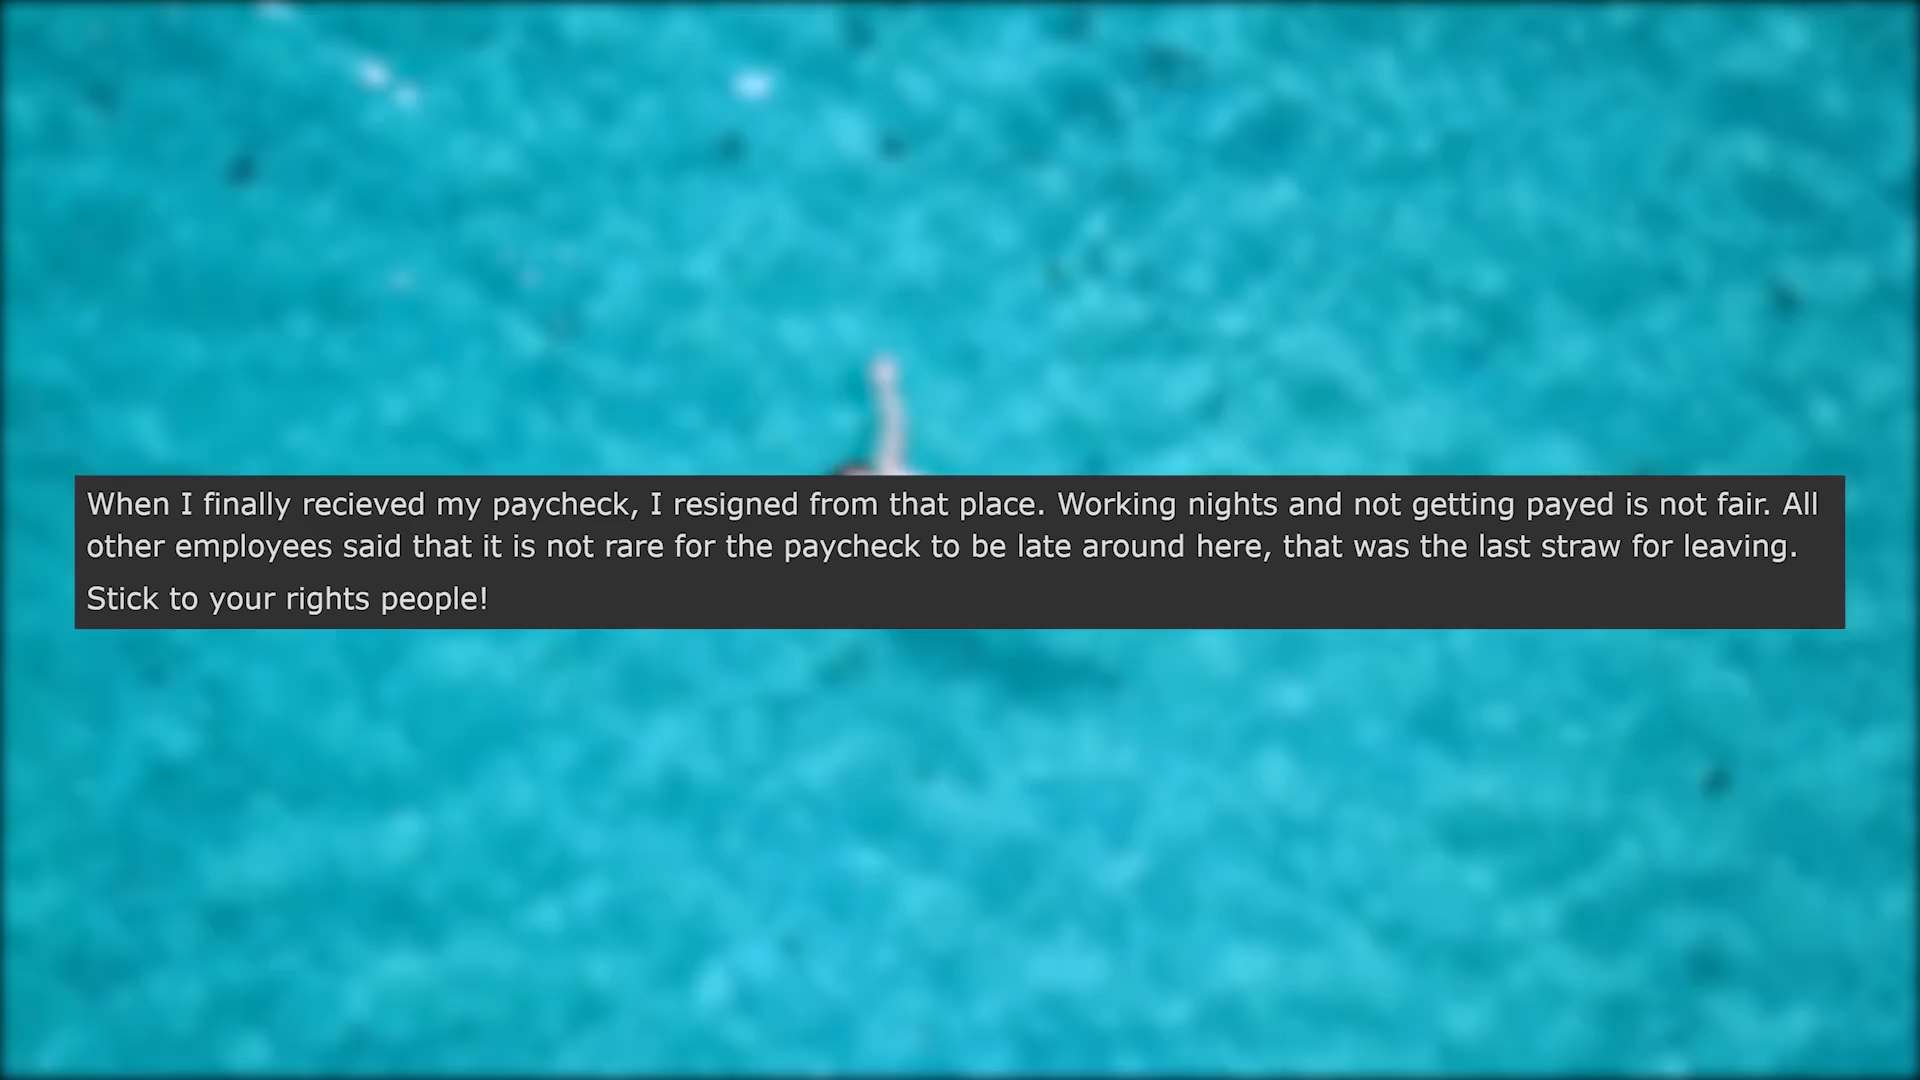 When I finally recieved my paycheck, I resigned from that place. Working nights and not getting payed is not fair. All
other employees said that it is not rare for the paycheck to be late around here, that was the last straw for leaving.
Stick to your rights people!